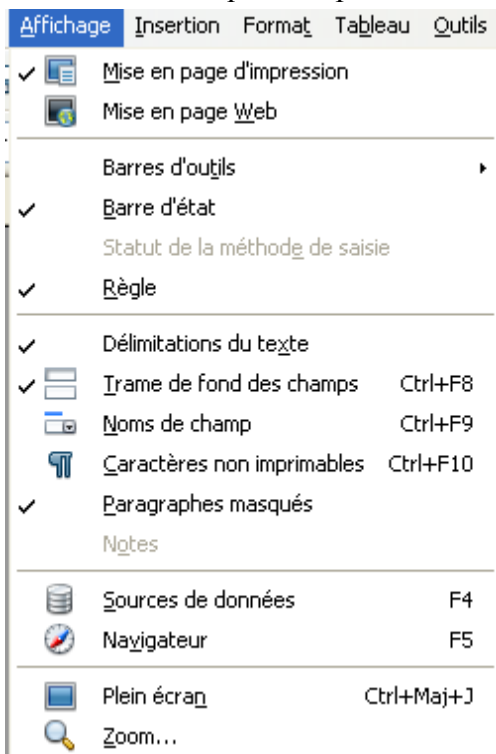 Affichage Insertion Format Tableau Outils
Mise en page d'impression
Mise en page Web
Barres d'outils
Barre d'état
Statut de la méthode de saisie
Règle
Délimitations du texte
Trame de fond des champs Ctrl+F8
Noms de champ Ctrl+F9
Caractères non imprimables Ctrl+F10
Paragraphes masqués
Notes
Sources de données F4
Navigateur F5
Plein écran Ctrl+Maj+J
Zoom...